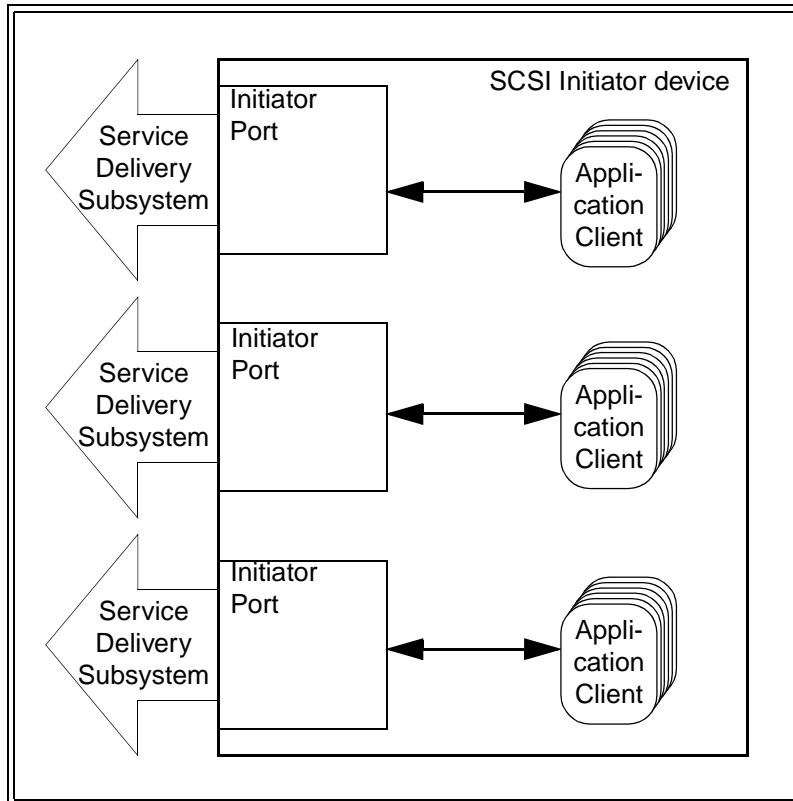 SCSI Initiator device
Initiator
Port
Service
Delivery
Subsystem
Appli-
cation
Client
Initiator
Port
Service
Delivery
Subsystem
Appli-
cation
Client
Initiator
Port
Service
Delivery
Subsystem
Appli-
cation
Client